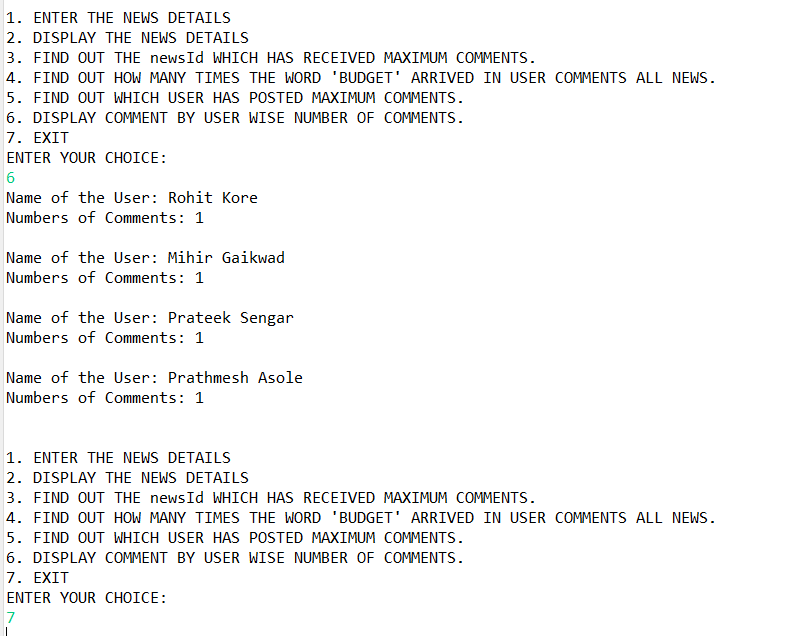 1. ENTER THE NEWS DETAILS
2. DISPLAY THE NEWS DETAILS
3. FIND OUT THE newsId WHICH HAS RECEIVED MAXIMUM COMMENTS.
4. FIND OUT HOW MANY TIMES THE WORD 'BUDGET' ARRIVED IN USER COMMENTS ALL NEWS.
5. FIND OUT WHICH USER HAS POSTED MAXIMUM COMMENTS.
6. DISPLAY COMMENT BY USER WISE NUMBER OF COMMENTS.
7. EXIT
ENTER YOUR CHOICE:
6
Name of the User: Rohit Kore
Numbers of Comments: 1
Name of the User: Mihir Gaikwad
Numbers of Comments: 1
Name of the User: Prateek Sengar
Numbers of Comments: 1
Name of the User: Prathmesh Asole
Numbers of Comments: 1
1. ENTER THE NEWS DETAILS
2. DISPLAY THE NEWS DETAILS
3. FIND OUT THE newsId WHICH HAS RECEIVED MAXIMUM COMMENTS.
4. FIND OUT HOW MANY TIMES THE WORD 'BUDGET' ARRIVED IN USER COMMENTS ALL NEWS.
5. FIND OUT WHICH USER HAS POSTED MAXIMUM COMMENTS.
6. DISPLAY COMMENT BY USER WISE NUMBER OF COMMENTS.
7. EXIT
ENTER YOUR CHOICE:
7